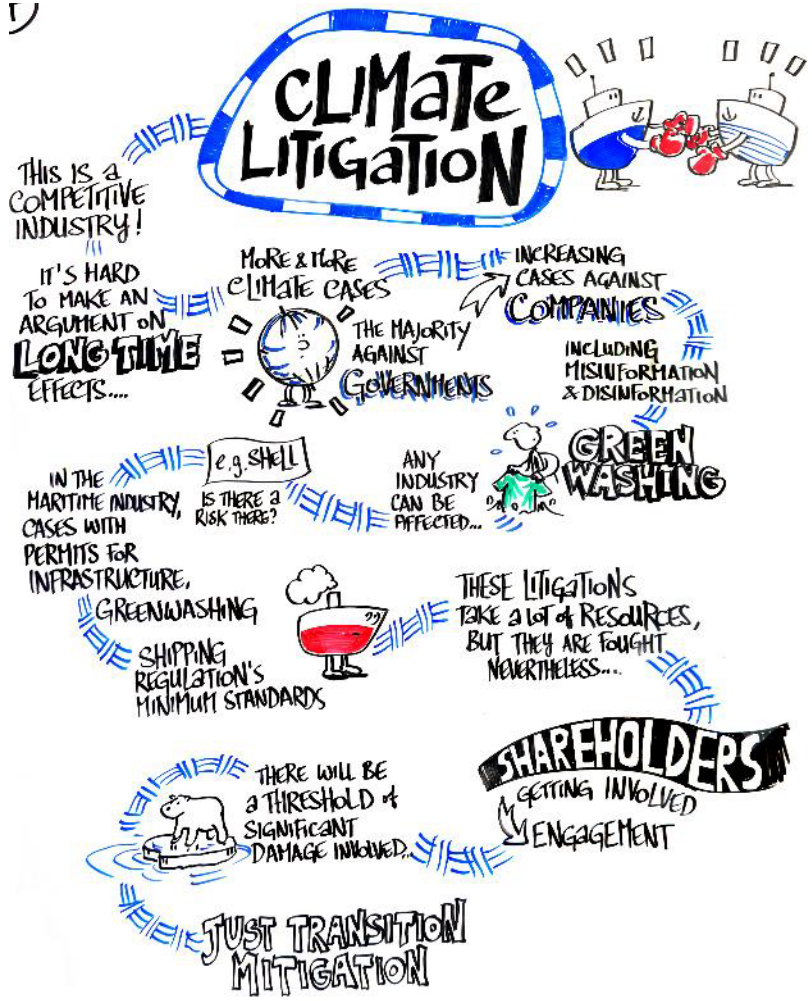 CLIMATE
LITIGATION
THIS IS A
COMPETITIVE
INDUSTRY!
IT'S HARD
TO MAKE AN
ARGUMENT ON
LONG TIME
EFFECTS....
MORE & MORE
CLIMATE CASES
THE MAJORITY
AGAINST
GOVERNMENTS
INCREASING
CASES AGAINST
COMPANIES
INCLUDING
MISINFORMATION
& DISINFORMATION
GREEN
WASHING
ANY
INDUSTRY
CAN BE
AFFECTED...
e.g. SHELL
IS THERE A
RISK THERE?
IN THE
MARITIME INDUSTRY,
CASES WITH
PERMITS FOR
INFRASTRUCTURE,
GREENWASHING
SHIPPING
REGULATION'S
MINIMUM STANDARDS
THESE LITIGATIONS
TAKE A LOT OF RESOURCES,
BUT THEY ARE FOUGHT
NEVERTHELESS....
SHAREHOLDERS
GETTING INVOLVED
ENGAGEMENT
THERE WILL BE
A THRESHOLD OF
SIGNIFICANT
DAMAGE INVOLVED...
JUST TRANSITION
MITIGATION